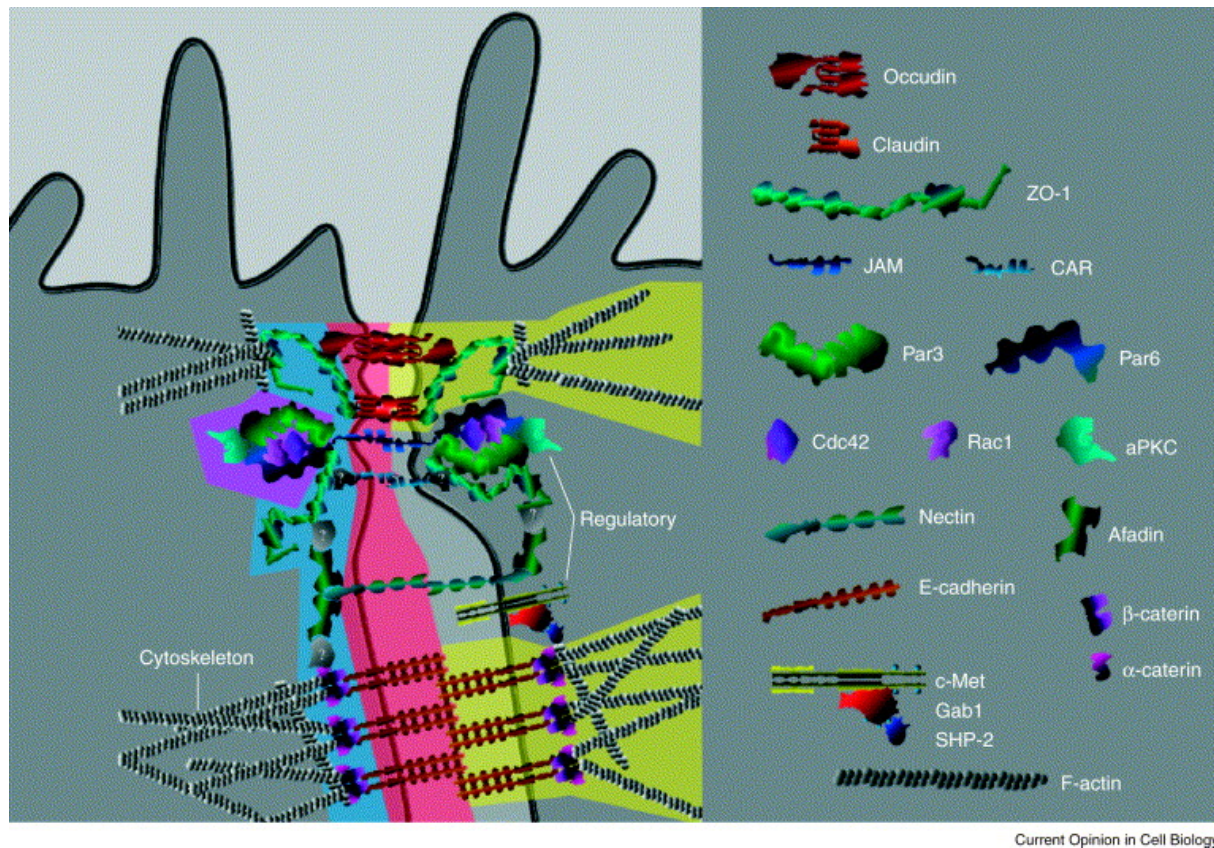 Occudin
Claudin
ZO-1
JAM
CAR
Par3
Par6
Cdc42
Rac1
aPKC
Regulatory
Nectin
Afadin
E-cadherin
β-caterin
Cytoskeleton
α-caterin
c-Met
Gab1
SHP-2
F-actin
?
?
?
Current Opinion in Cell Biology